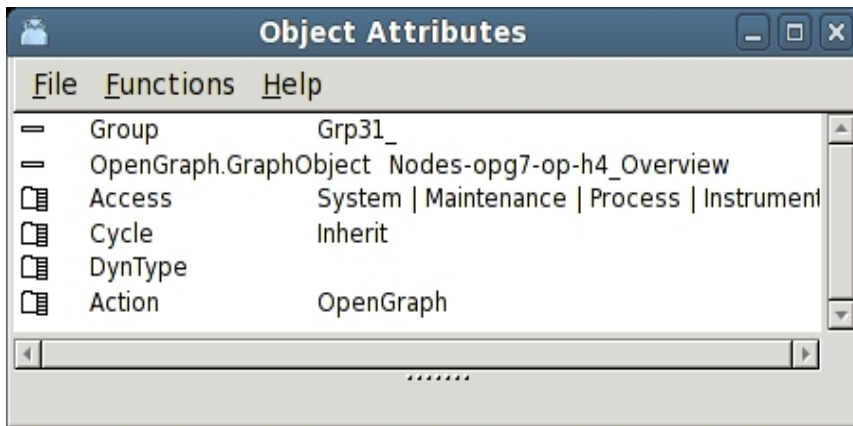 Object Attributes
File Functions Help
Group Grp31_
OpenGraph.GraphObject Nodes-opg7-op-h4_Overview
Access System | Maintenance | Process | Instrument
Cycle Inherit
DynType
Action OpenGraph